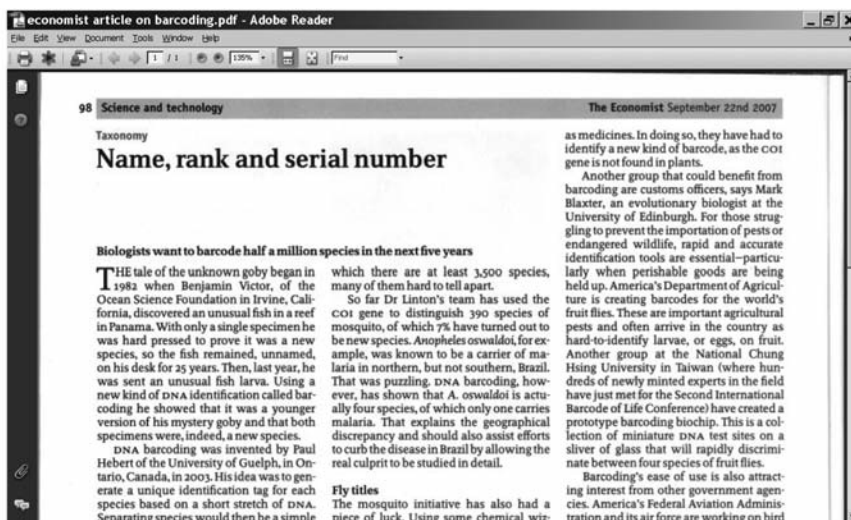 economist article on barcoding.pdf - Adobe Reader
File Edit View Document Tools Window Help
1 / 1 135% Find
98 Science and technology
The Economist September 22nd 2007
Taxonomy
Name, rank and serial number
Biologists want to barcode half a million species in the next five years
THE tale of the unknown goby began in
1982 when Benjamin Victor, of the
Ocean Science Foundation in Irvine, Cali-
fornia, discovered an unusual fish in a reef
in Panama. With only a single specimen he
was hard pressed to prove it was a new
species, so the fish remained, unnamed,
on his desk for 25 years. Then, last year, he
was sent an unusual fish larva. Using a
new kind of DNA identification called bar-
coding he showed that it was a younger
version of his mystery goby and that both
specimens were, indeed, a new species.
DNA barcoding was invented by Paul
Hebert of the University of Guelph, in On-
tario, Canada, in 2003. His idea was to gen-
erate a unique identification tag for each
species based on a short stretch of DNA.
Separating species would then be a simple
which there are at least 3,500 species,
many of them hard to tell apart.
So far Dr Linton's team has used the
COI gene to distinguish 390 species of
mosquito, of which 7% have turned out to
be new species. Anopheles oswaldoi, for ex-
ample, was known to be a carrier of ma-
laria in northern, but not southern, Brazil.
That was puzzling. DNA barcoding, how-
ever, has shown that A. oswaldoi is actu-
ally four species, of which only one carries
malaria. That explains the geographical
discrepancy and should also assist efforts
to curb the disease in Brazil by allowing the
real culprit to be studied in detail.
Fly titles
The mosquito initiative has also had a
piece of luck. Using some chemical wiz-
as medicines. In doing so, they have had to
identify a new kind of barcode, as the COI
gene is not found in plants.
Another group that could benefit from
barcoding are customs officers, says Mark
Blaxter, an evolutionary biologist at the
University of Edinburgh. For those strug-
gling to prevent the importation of pests or
endangered wildlife, rapid and accurate
identification tools are essential—particu-
larly when perishable goods are being
held up. America's Department of Agricul-
ture is creating barcodes for the world's
fruit flies. These are important agricultural
pests and often arrive in the country as
hard-to-identify larvae, or eggs, on fruit.
Another group at the National Chung
Hsing University in Taiwan (where hun-
dreds of newly minted experts in the field
have just met for the Second International
Barcode of Life Conference) have created a
prototype barcoding biochip. This is a col-
lection of miniature DNA test sites on a
sliver of glass that will rapidly discrimi-
nate between four species of fruit flies.
Barcoding's ease of use is also attract-
ing interest from other government agen-
cies. America's Federal Aviation Adminis-
tration and its air force are working on bird